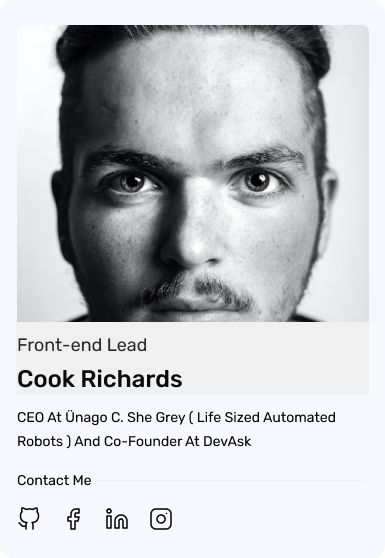 Front-end Lead
Cook Richards
CEO At Ünago C. She Grey ( Life Sized Automated
Robots ) And Co-Founder At DevAsk
Contact Me